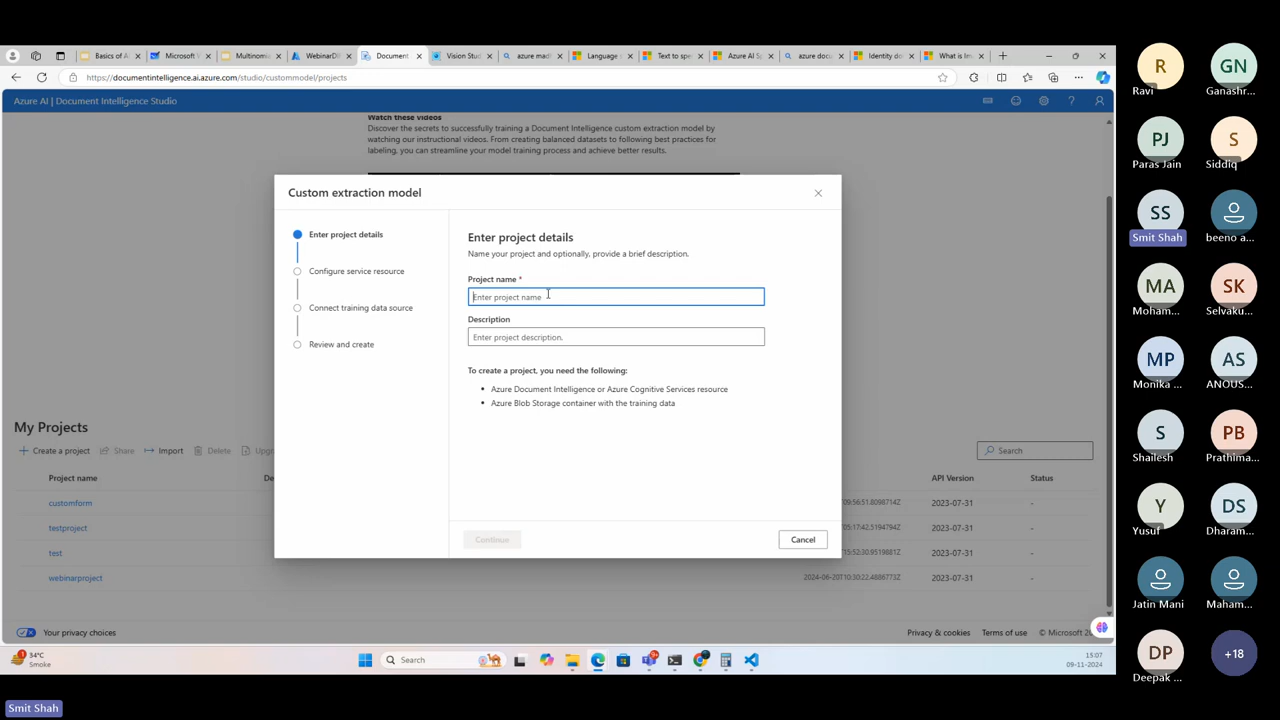 Basics of A
Microsoft V
Multinomi
WebinarDB
Document
Vision Stu
azure mac
Language
Text to spe
Azure AI Sp
azure docu
Identity do
What is Im
https://documentintelligence.ai.azure.com/studio/custommodel/projects
Azure AI | Document Intelligence Studio
Watch these videos
Discover the secrets to successfully training a Document Intelligence custom extraction model by
watching our instructional videos. From creating balanced datasets to following best practices for
labeling, you can streamline your model training process and achieve better results.
Custom extraction model
Enter project details
Configure service resource
Connect training data source
Review and create
Enter project details
Name your project and optionally, provide a brief description.
Project name *
Enter project name
Description
Enter project description.
To create a project, you need the following:
• Azure Document Intelligence or Azure Cognitive Services resource
• Azure Blob Storage container with the training data
Continue
Cancel
My Projects
Create a project
Share
Import
Delete
Upgr
Search
Project name
De
API Version
Status
customform
2023-07-31
-
testproject
2023-07-31
-
test
2023-07-31
-
webinarproject
2023-07-31
-
Your privacy choices
Privacy & cookies
Terms of use
34°C
Smoke
Search
15:07
09-11-2024
Smit Shah
R
Ravi
GN
Ganashr...
PJ
Paras Jain
S
Siddiq
SS
Smit Shah
beeno a...
MA
Moham...
SK
Selvaku...
MP
Monika ...
AS
ANOUS...
S
Shailesh
PB
Prathima...
Y
Yusuf
DS
Dharam...
Jatin Mani
Maham...
DP
Deepak ...
+18